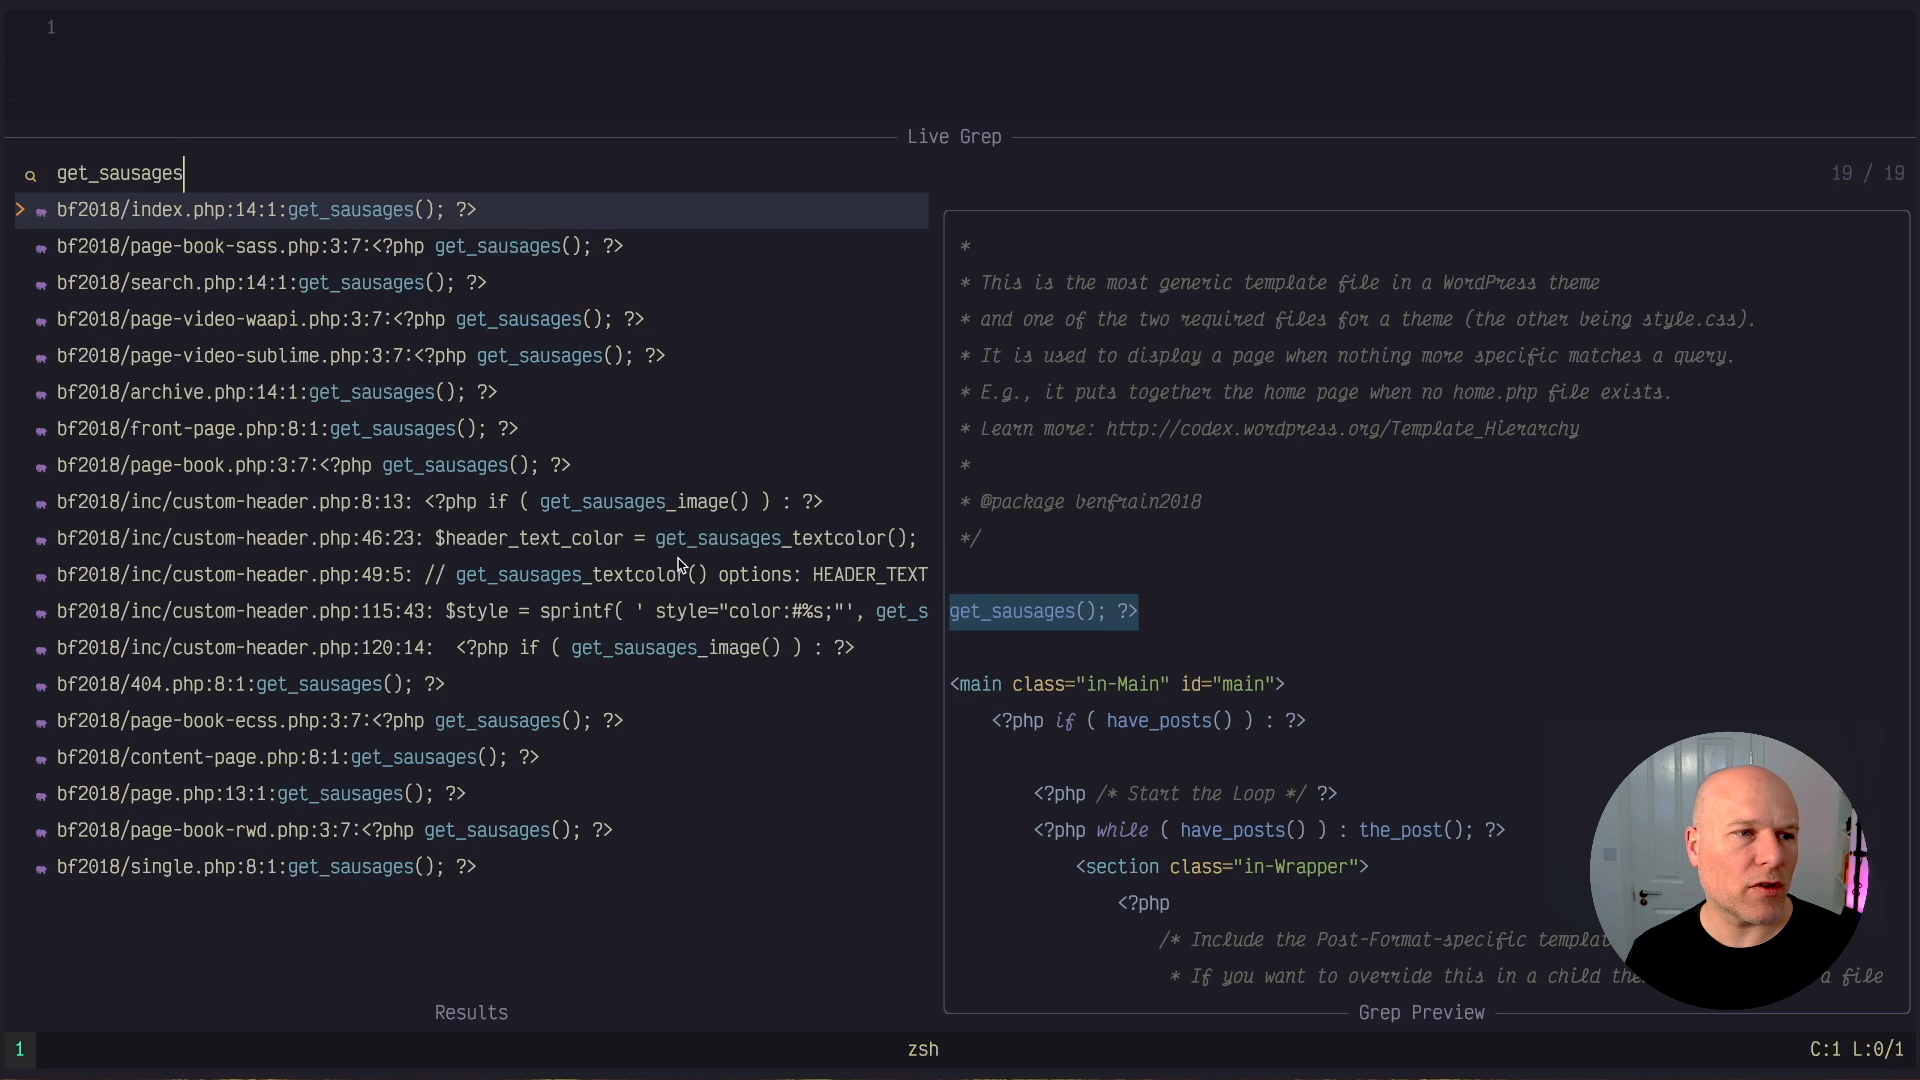 1
Live Grep
get_sausages
19 / 19
> bf2018/index.php:14:1:get_sausages(); ?>
bf2018/page-book-sass.php:3:7:<?php get_sausages(); ?>
bf2018/search.php:14:1:get_sausages(); ?>
bf2018/page-video-waapi.php:3:7:<?php get_sausages(); ?>
bf2018/page-video-sublime.php:3:7:<?php get_sausages(); ?>
bf2018/archive.php:14:1:get_sausages(); ?>
bf2018/front-page.php:8:1:get_sausages(); ?>
bf2018/page-book.php:3:7:<?php get_sausages(); ?>
bf2018/inc/custom-header.php:8:13: <?php if ( get_sausages_image() ) : ?>
bf2018/inc/custom-header.php:46:23: $header_text_color = get_sausages_textcolor();
bf2018/inc/custom-header.php:49:5: // get_sausages_textcolor() options: HEADER_TEXT
bf2018/inc/custom-header.php:115:43: $style = sprintf( ' style="color:#%s;"', get_s
bf2018/inc/custom-header.php:120:14: <?php if ( get_sausages_image() ) : ?>
bf2018/404.php:8:1:get_sausages(); ?>
bf2018/page-book-ecss.php:3:7:<?php get_sausages(); ?>
bf2018/content-page.php:8:1:get_sausages(); ?>
bf2018/page.php:13:1:get_sausages(); ?>
bf2018/page-book-rwd.php:3:7:<?php get_sausages(); ?>
bf2018/single.php:8:1:get_sausages(); ?>
Results
*
* This is the most generic template file in a WordPress theme
* and one of the two required files for a theme (the other being style.css).
* It is used to display a page when nothing more specific matches a query.
* E.g., it puts together the home page when no home.php file exists.
* Learn more: http://codex.wordpress.org/Template_Hierarchy
*
* @package benfrain2018
*/
get_sausages(); ?>
<main class="in-Main" id="main">
<?php if ( have_posts() ) : ?>
<?php /* Start the Loop */ ?>
<?php while ( have_posts() ) : the_post(); ?>
<section class="in-Wrapper">
<?php
/* Include the Post-Format-specific templat
* If you want to override this in a child the a file
Grep Preview
1
zsh
C:1 L:0/1